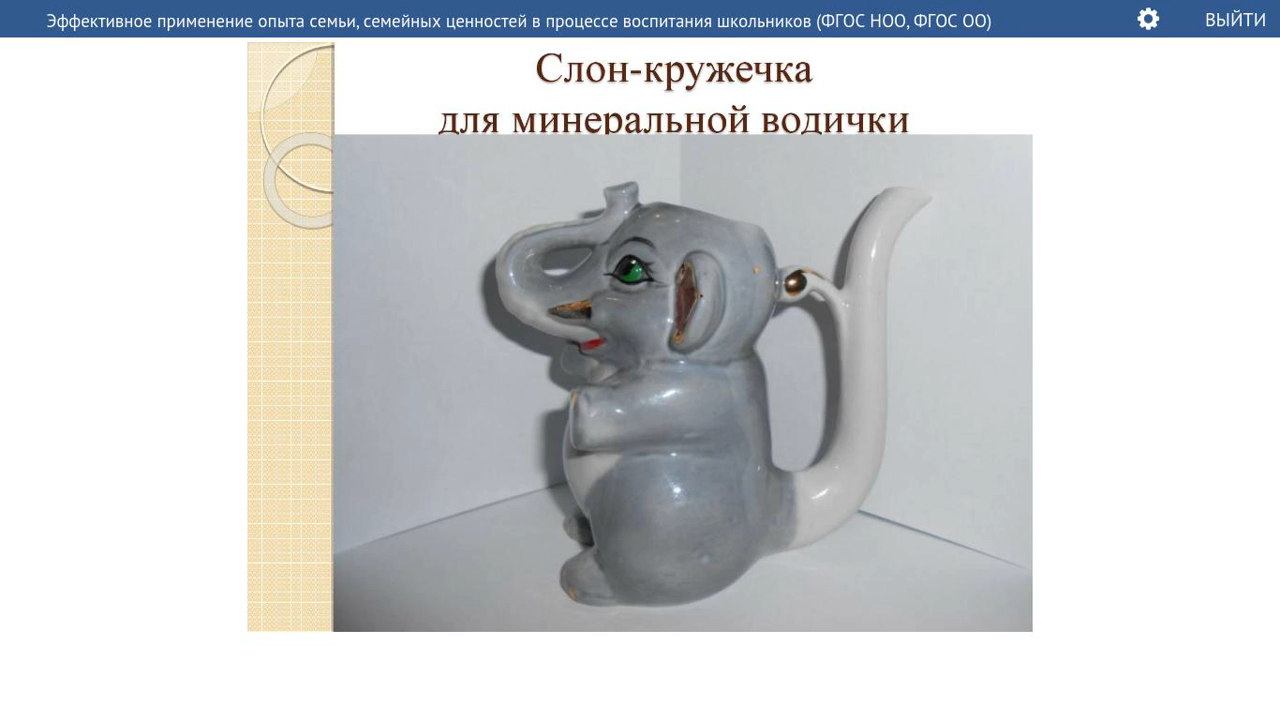 Эффективное применение опыта семьи, семейных ценностей в процессе воспитания школьников (ФГОС НОО, ФГОС ОО)
ВЫЙТИ
Слон-кружечка
для минеральной водички